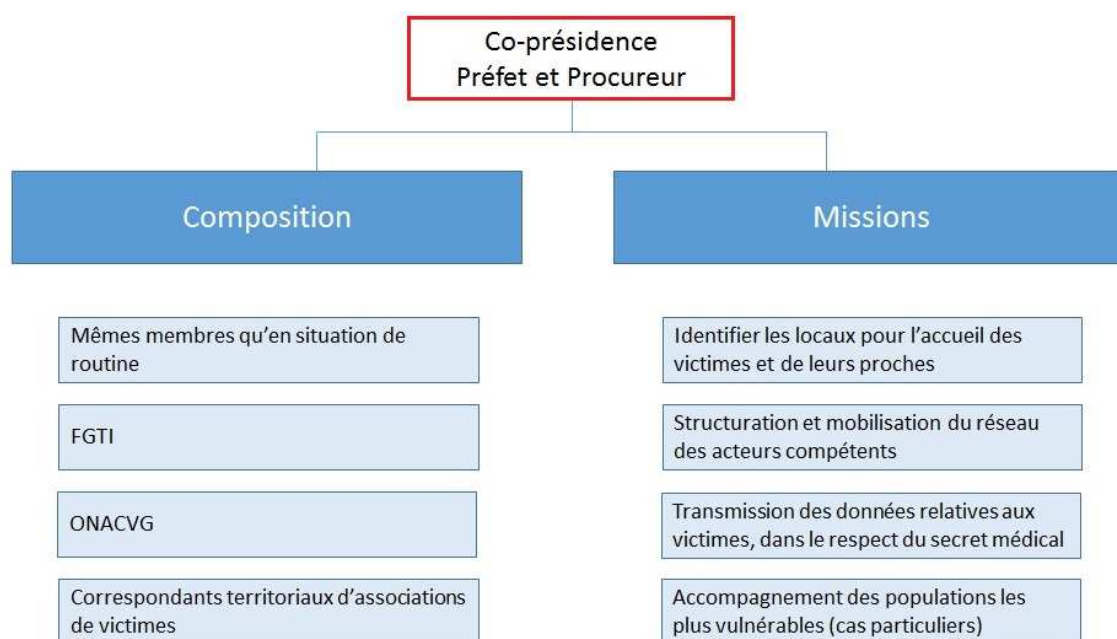 Co-présidence
Préfet et Procureur
Composition
Mêmes membres qu’en situation de
routine
FGTI
ONACVG
Correspondants territoriaux d’associations
de victimes
Missions
Identifier les locaux pour l’accueil des
victimes et de leurs proches
Structuration et mobilisation du réseau
des acteurs compétents
Transmission des données relatives aux
victimes, dans le respect du secret médical
Accompagnement des populations les
plus vulnérables (cas particuliers)